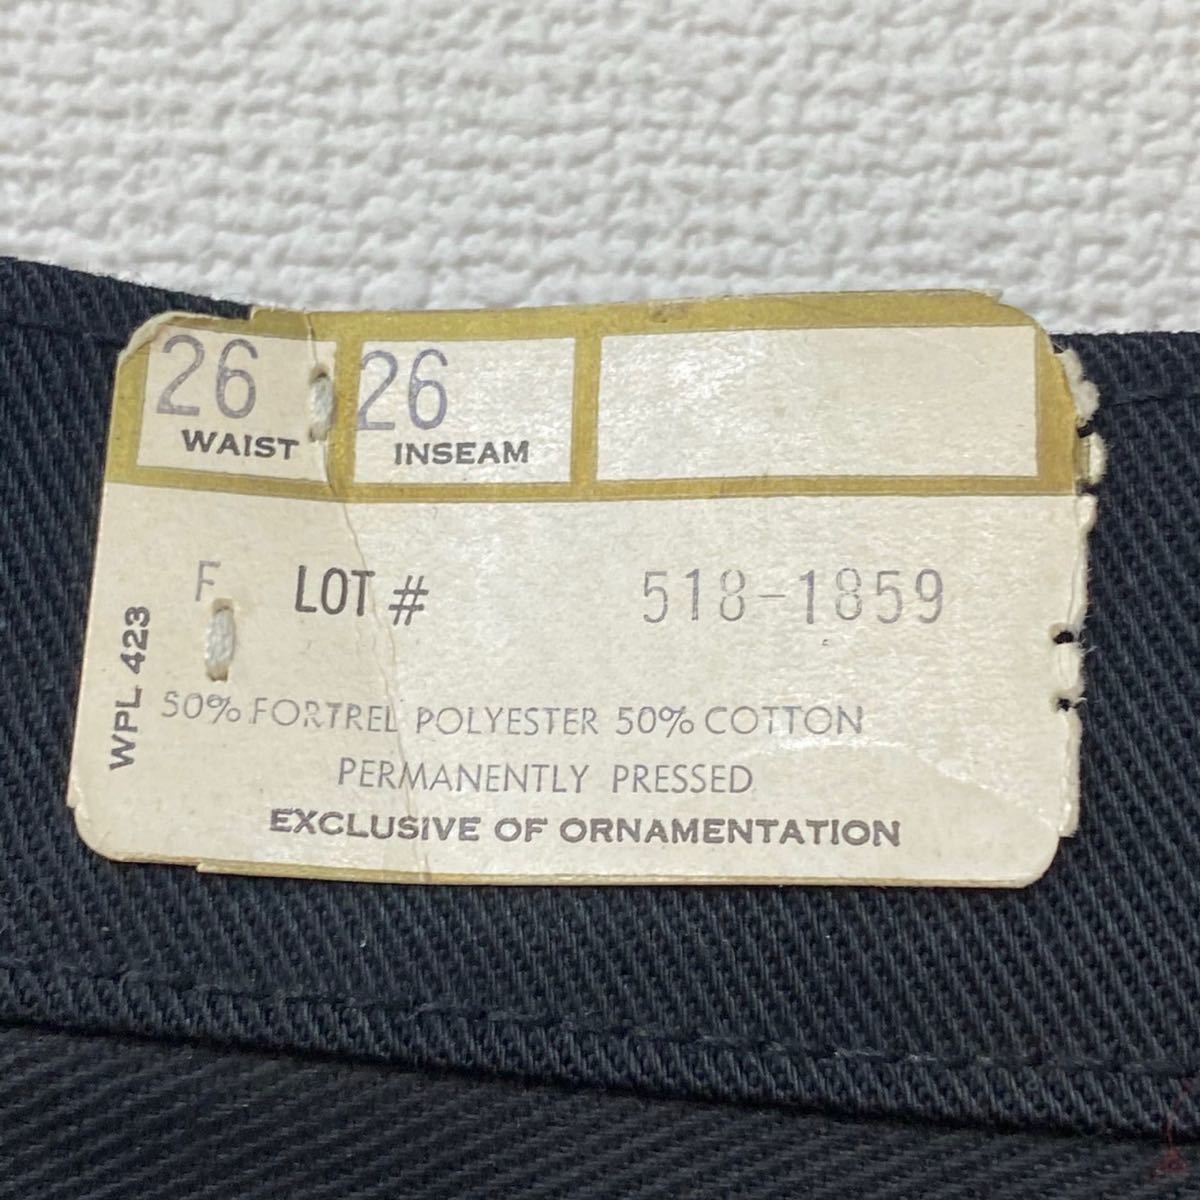 26 26
WAIST INSEAM
F LOT # 518-1859
WPL 423
50% FORTREL POLYESTER 50% COTTON
PERMANENTLY PRESSED
EXCLUSIVE OF ORNAMENTATION